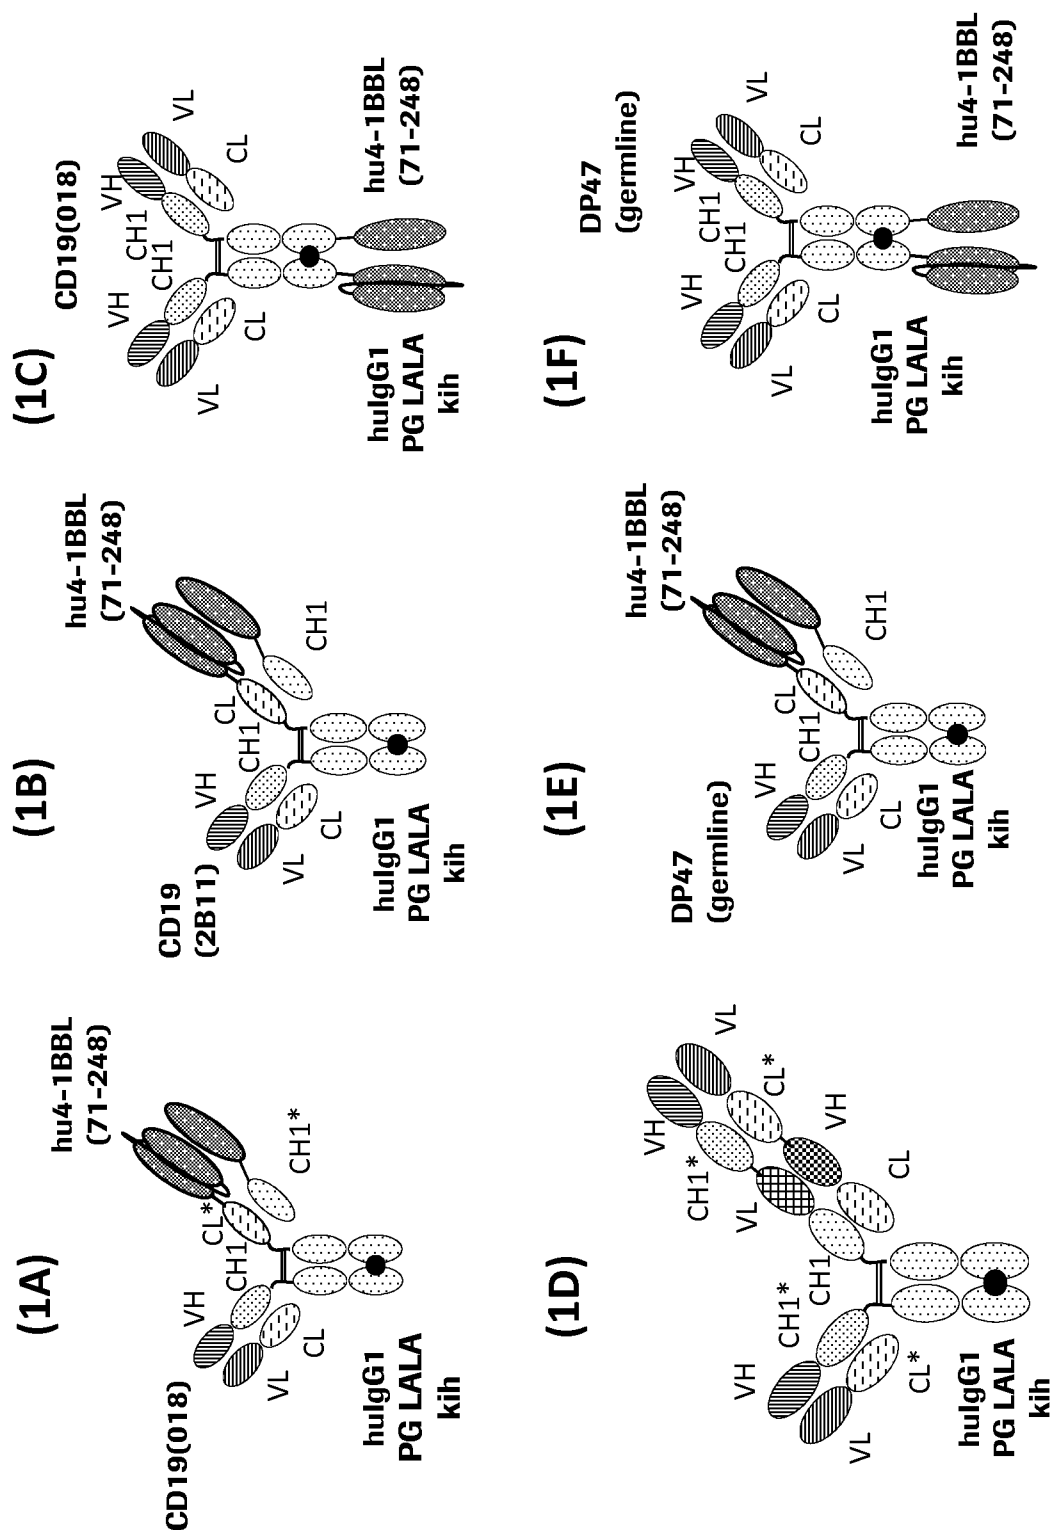 (1A)
hu4-1BBL
(71-248)
CD19(018)
VH
VL
CH1
CL
CL*
CH1*
huIgG1
PG LALA
kih
(1B)
hu4-1BBL
(71-248)
CD19
(2B11)
VH
VL
CH1
CL
CL
CH1
huIgG1
PG LALA
kih
(1C)
CD19(018)
VH
VL
CH1
CL
VH
VL
CH1
CL
hu4-1BBL
(71-248)
huIgG1
PG LALA
kih
(1D)
VH
VL
CH1*
CL*
VH
VL
CH1*
CL*
VL
VH
CH1
CL
huIgG1
PG LALA
kih
(1E)
hu4-1BBL
(71-248)
DP47
(germline)
VH
VL
CH1
CL
CL
CH1
huIgG1
PG LALA
kih
(1F)
DP47
(germline)
VH
VL
CH1
CL
VH
VL
CH1
CL
hu4-1BBL
(71-248)
huIgG1
PG LALA
kih